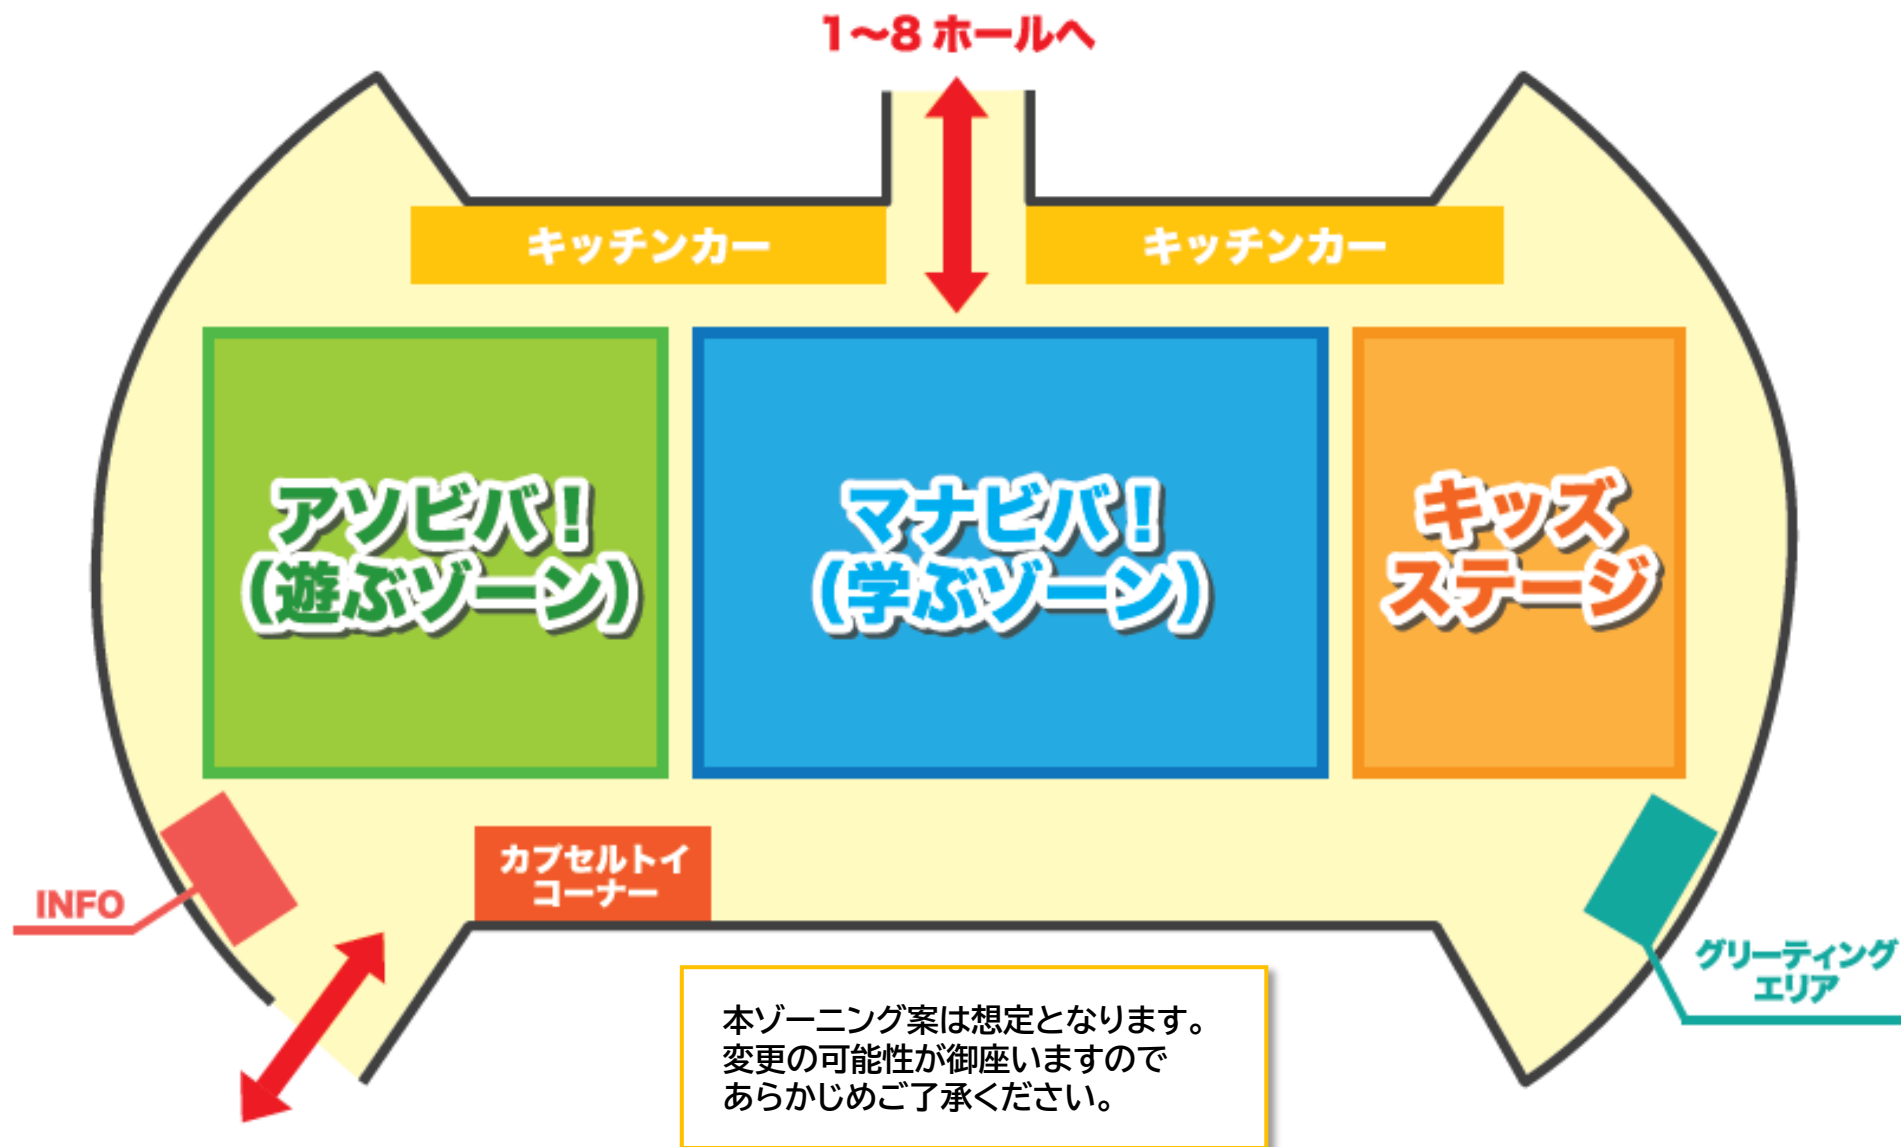 1〜8 ホールへ
キッチンカー
キッチンカー
アソビバ！
（遊ぶゾーン）
マナビバ！
（学ぶゾーン）
キッズ
ステージ
カプセルトイ
コーナー
INFO
グリーティング
エリア
本ゾーニング案は想定となります。
変更の可能性が御座いますので
あらかじめご了承ください。